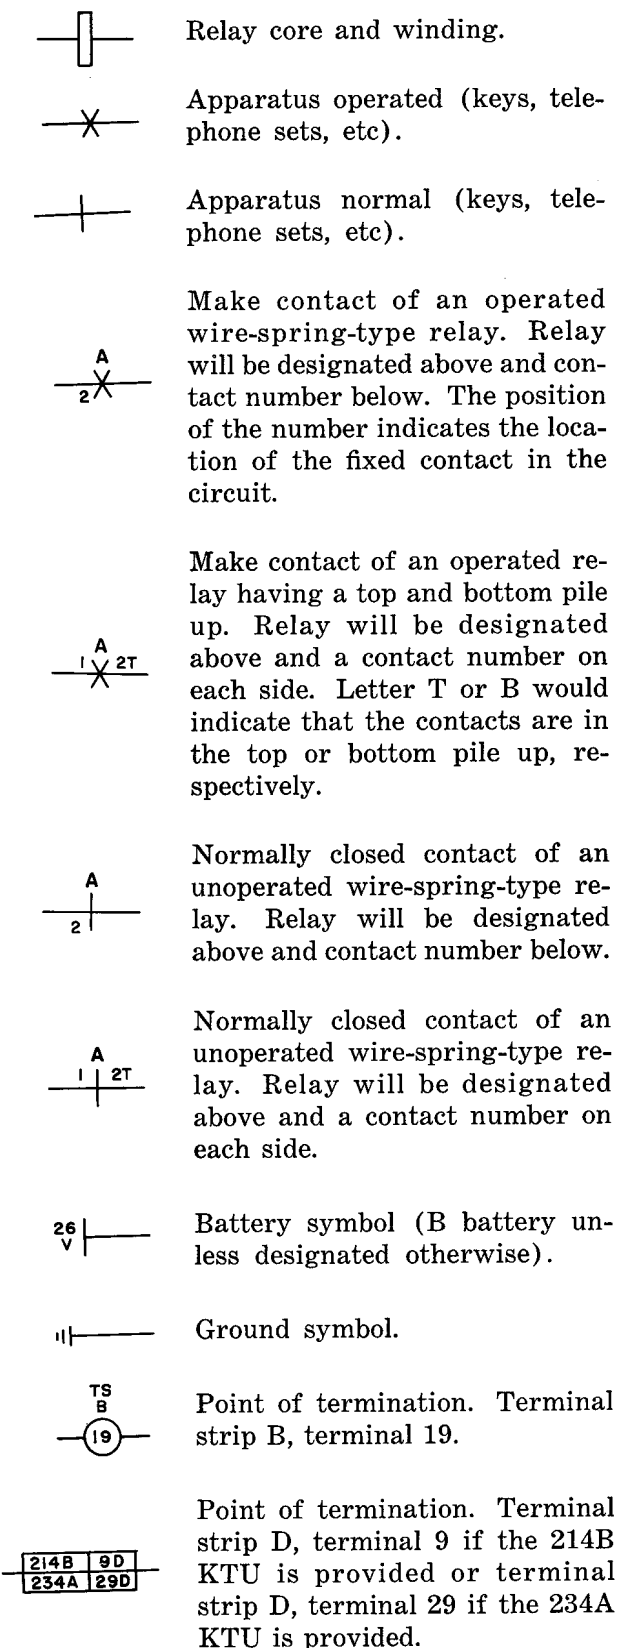 Relay core and winding.
Apparatus operated (keys, tele-
phone sets, etc).
Apparatus normal (keys, tele-
phone sets, etc).
A
2
Make contact of an operated
wire-spring-type relay. Relay
will be designated above and con-
tact number below. The position
of the number indicates the loca-
tion of the fixed contact in the
circuit.
A
1 2T
Make contact of an operated re-
lay having a top and bottom pile
up. Relay will be designated
above and a contact number on
each side. Letter T or B would
indicate that the contacts are in
the top or bottom pile up, re-
spectively.
A
2
Normally closed contact of an
unoperated wire-spring-type re-
lay. Relay will be designated
above and contact number below.
A
1 2T
Normally closed contact of an
unoperated wire-spring-type re-
lay. Relay will be designated
above and a contact number on
each side.
26
V
Battery symbol (B battery un-
less designated otherwise).
Ground symbol.
TS
B
19
Point of termination. Terminal
strip B, terminal 19.
214B 9D
234A 29D
Point of termination. Terminal
strip D, terminal 9 if the 214B
KTU is provided or terminal
strip D, terminal 29 if the 234A
KTU is provided.